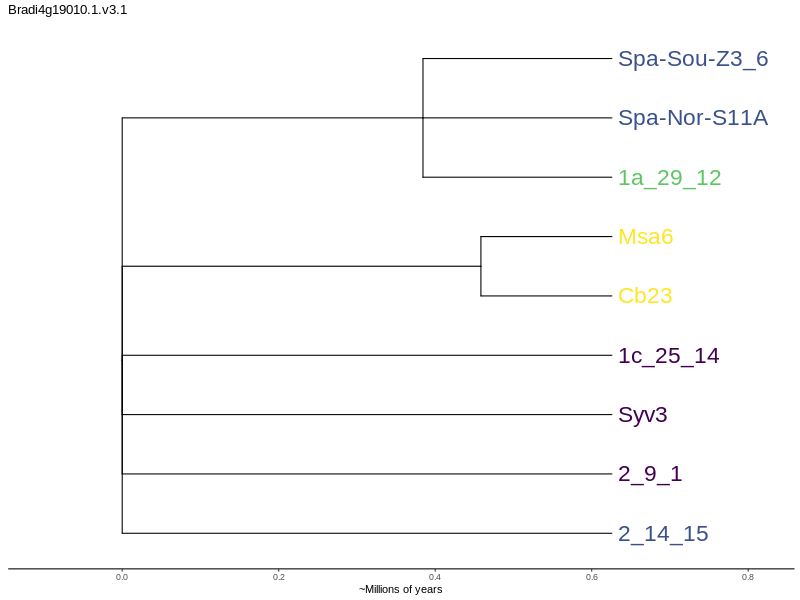 Bradi4g19010.1.v3.1
Spa-Sou-Z3_6
Spa-Nor-S11A
1a_29_12
Msa6
Cb23
1c_25_14
Syv3
2_9_1
2_14_15
0.0 0.2 0.4 0.6 0.8
~Millions of years